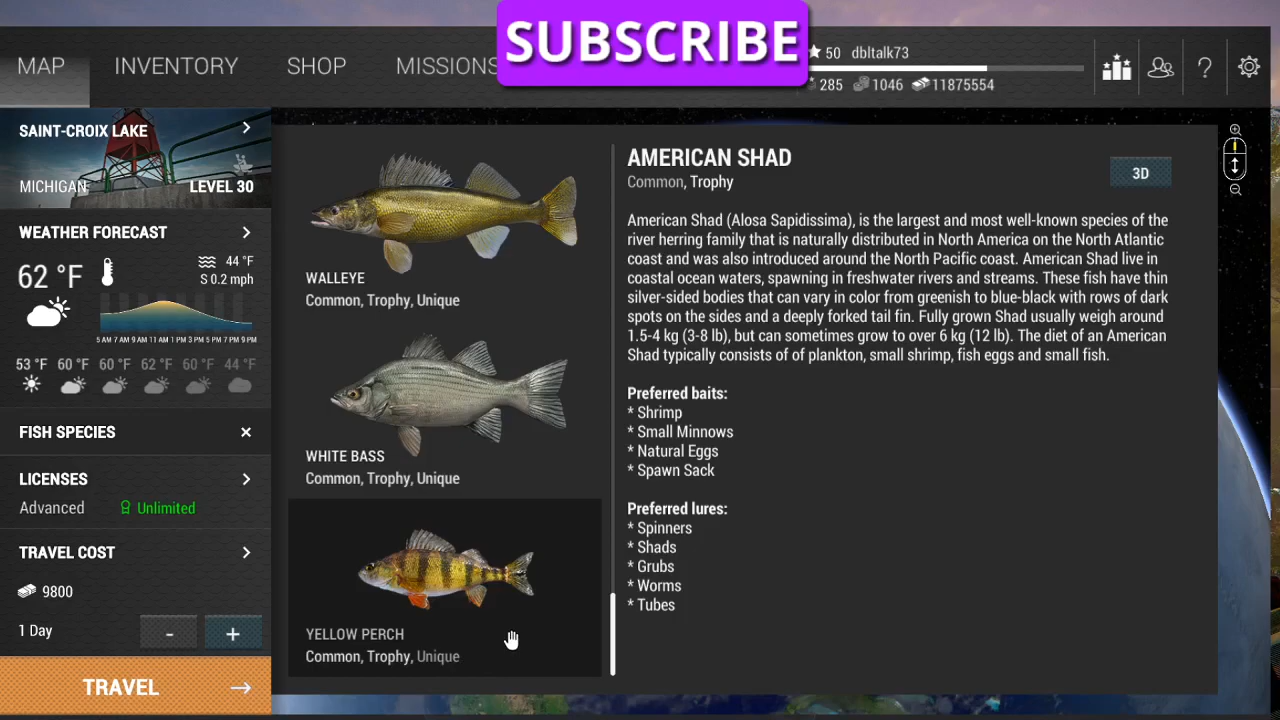 SUBSCRIBE
MAP
INVENTORY
SHOP
MISSIONS
50 dbltalk73
285 1046 11875554
?
SAINT-CROIX LAKE
MICHIGAN
LEVEL 30
WEATHER FORECAST
62 °F
44 °F
S 0.2 mph
5 AM 7 AM 9 AM 11 AM 1 PM 3 PM 5 PM 7 PM 9 PM
53 °F 60 °F 60 °F 62 °F 60 °F 44 °F
FISH SPECIES
LICENSES
Advanced Unlimited
TRAVEL COST
9800
1 Day - +
TRAVEL
WALLEYE
Common, Trophy, Unique
WHITE BASS
Common, Trophy, Unique
YELLOW PERCH
Common, Trophy, Unique
AMERICAN SHAD
Common, Trophy
3D
American Shad (Alosa Sapidissima), is the largest and most well-known species of the
river herring family that is naturally distributed in North America on the North Atlantic
coast and was also introduced around the North Pacific coast. American Shad live in
coastal ocean waters, spawning in freshwater rivers and streams. These fish have thin
silver-sided bodies that can vary in color from greenish to blue-black with rows of dark
spots on the sides and a deeply forked tail fin. Fully grown Shad usually weigh around
1.5-4 kg (3-8 lb), but can sometimes grow to over 6 kg (12 lb). The diet of an American
Shad typically consists of of plankton, small shrimp, fish eggs and small fish.
Preferred baits:
* Shrimp
* Small Minnows
* Natural Eggs
* Spawn Sack
Preferred lures:
* Spinners
* Shads
* Grubs
* Worms
* Tubes